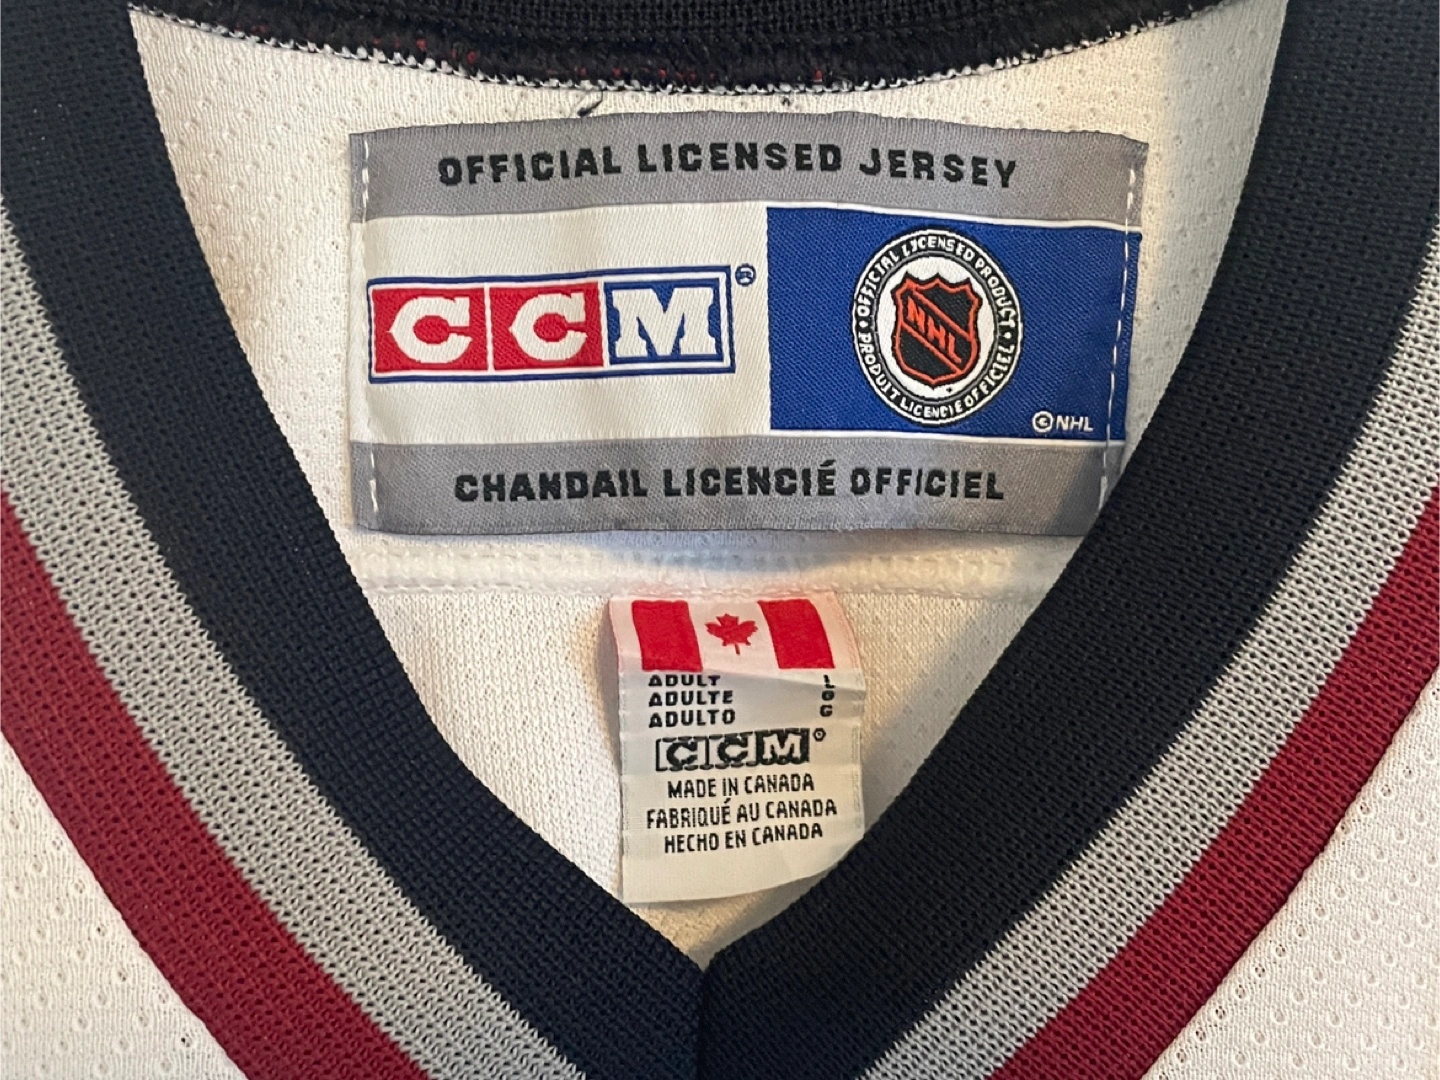 OFFICIAL LICENSED JERSEY
CCM®
OFFICIAL LICENSED PRODUCT •
PRODUIT LICENCIÉ OFFICIEL •
NHL
©NHL
CHANDAIL LICENCIÉ OFFICIEL
ADULT L
ADULTE G
ADULTO G
CCM®
MADE IN CANADA
FABRIQUÉ AU CANADA
HECHO EN CANADA